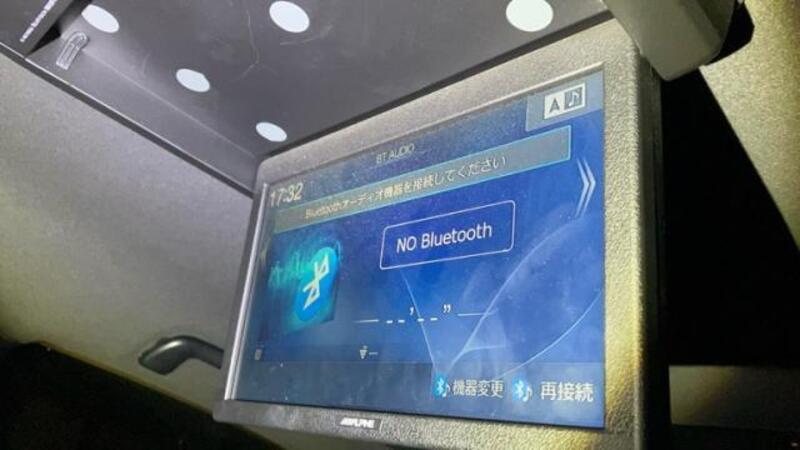 BT AUDIO
17:32
Bluetoothオーディオ機器を接続してください
NO Bluetooth
--'--"
機器変更
再接続
ALPINE